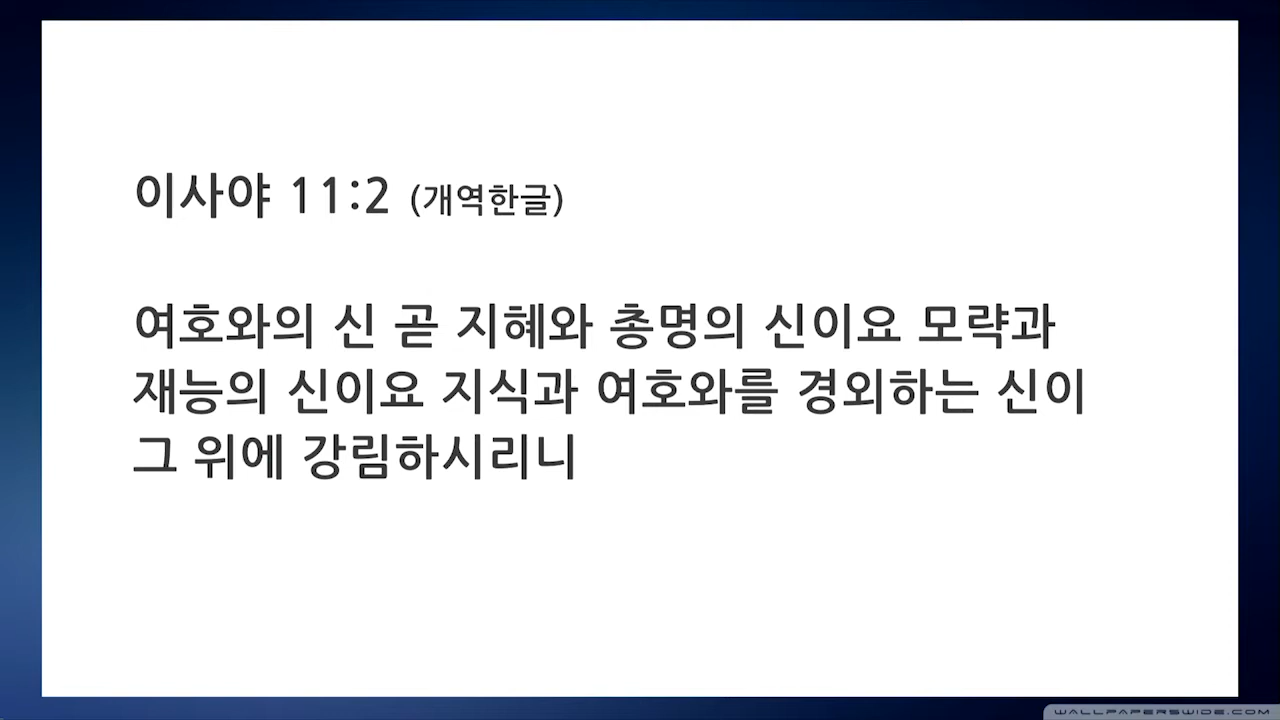 이사야 11:2 (개역한글)
여호와의 신 곧 지혜와 총명의 신이요 모략과
재능의 신이요 지식과 여호와를 경외하는 신이
그 위에 강림하시리니
WALLPAPERSWIDE.COM